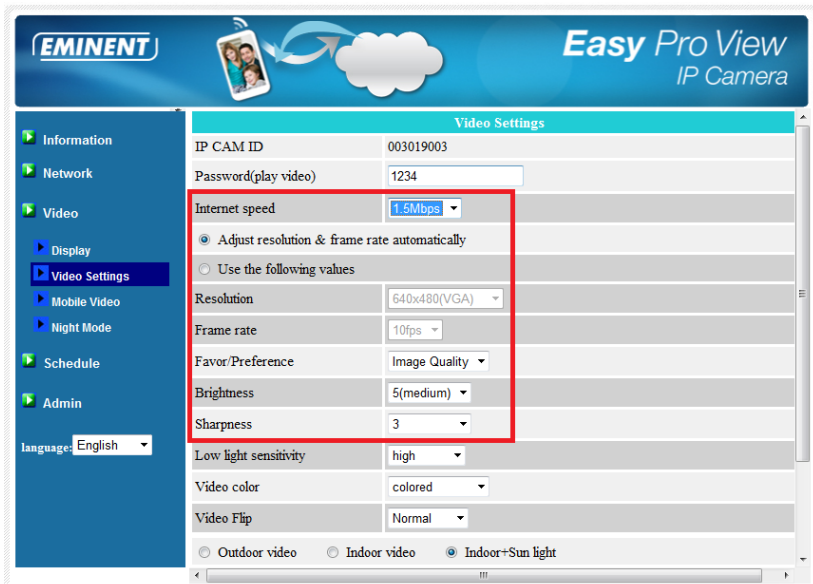 EMINENT
Easy Pro View
IP Camera
Information
Network
Video
Display
Video Settings
Mobile Video
Night Mode
Schedule
Admin
language: English
Video Settings
IP CAM ID 003019003
Password(play video) 1234
Internet speed 1.5Mbps
Adjust resolution & frame rate automatically
Use the following values
Resolution 640x480(VGA)
Frame rate 10fps
Favor/Preference Image Quality
Brightness 5(medium)
Sharpness 3
Low light sensitivity high
Video color colored
Video Flip Normal
Outdoor video Indoor video Indoor+Sun light